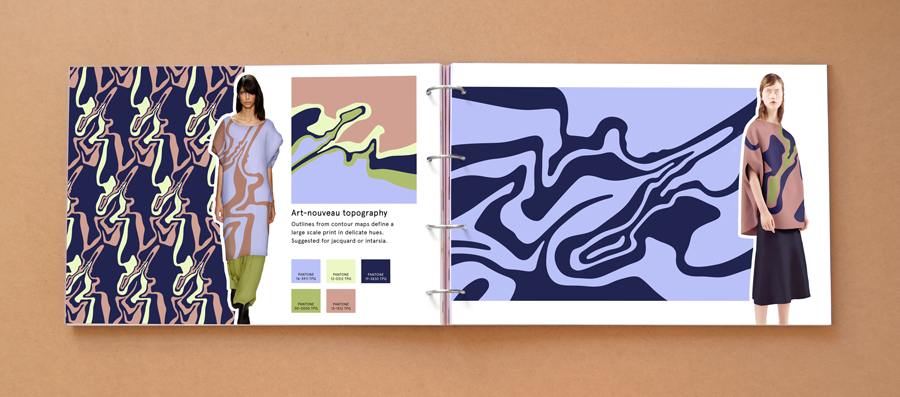 Art-nouveau topography
Outlines from contour maps define a
large scale print in delicate hues.
Suggested for jacquard or intarsia.
PANTONE
PANTONE
PANTONE
PANTONE
PANTONE